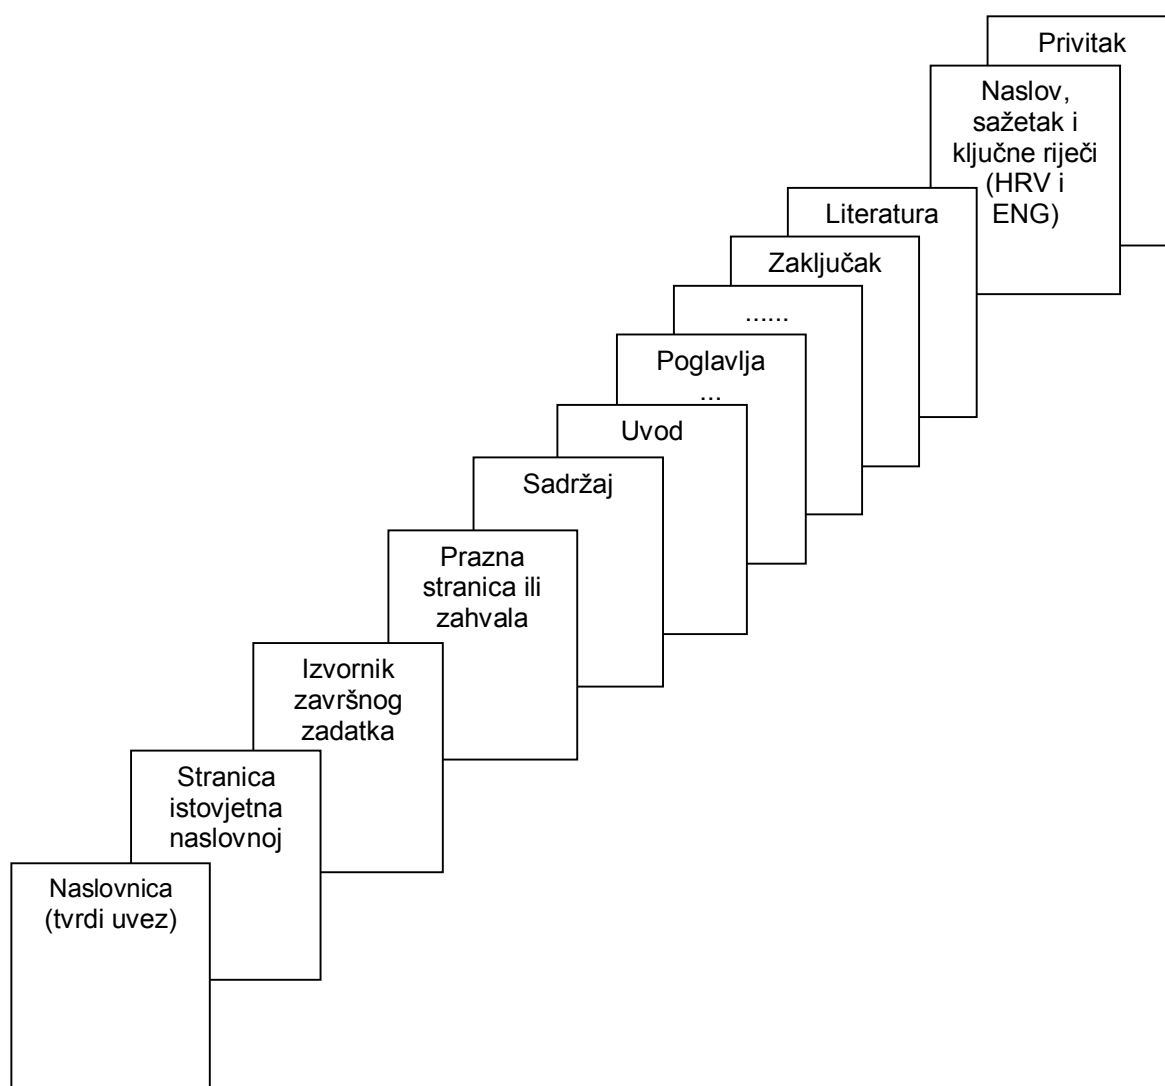 Privitak
Naslov,
sažetak i
ključne riječi
(HRV i
ENG)
Literatura
Zaključak
......
Poglavlja
...
Uvod
Sadržaj
Prazna
stranica ili
zahvala
Izvornik
završnog
zadatka
Stranica
istovjetna
naslovnoj
Naslovnica
(tvrdi uvez)